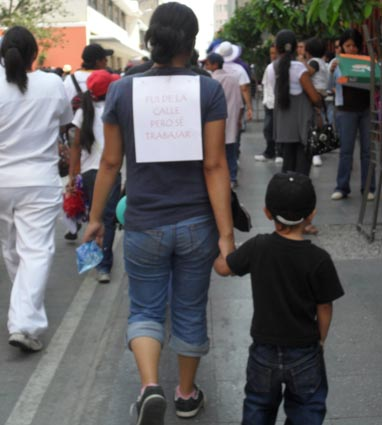 FUI DE LA
CALLE
PERO SÉ
TRABAJAR